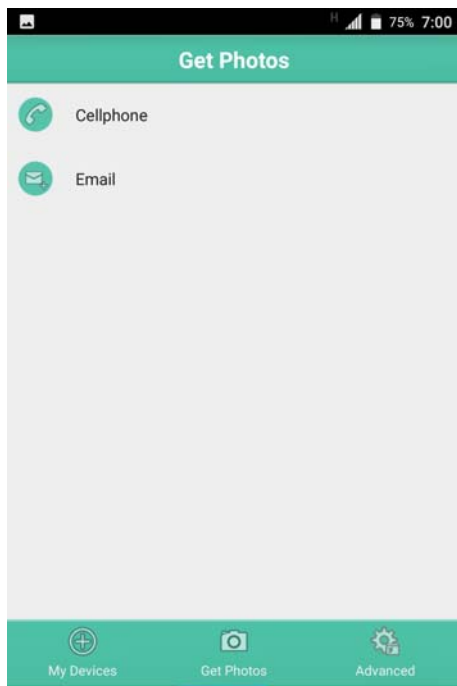 H 75% 7:00
Get Photos
Cellphone
Email
My Devices Get Photos Advanced